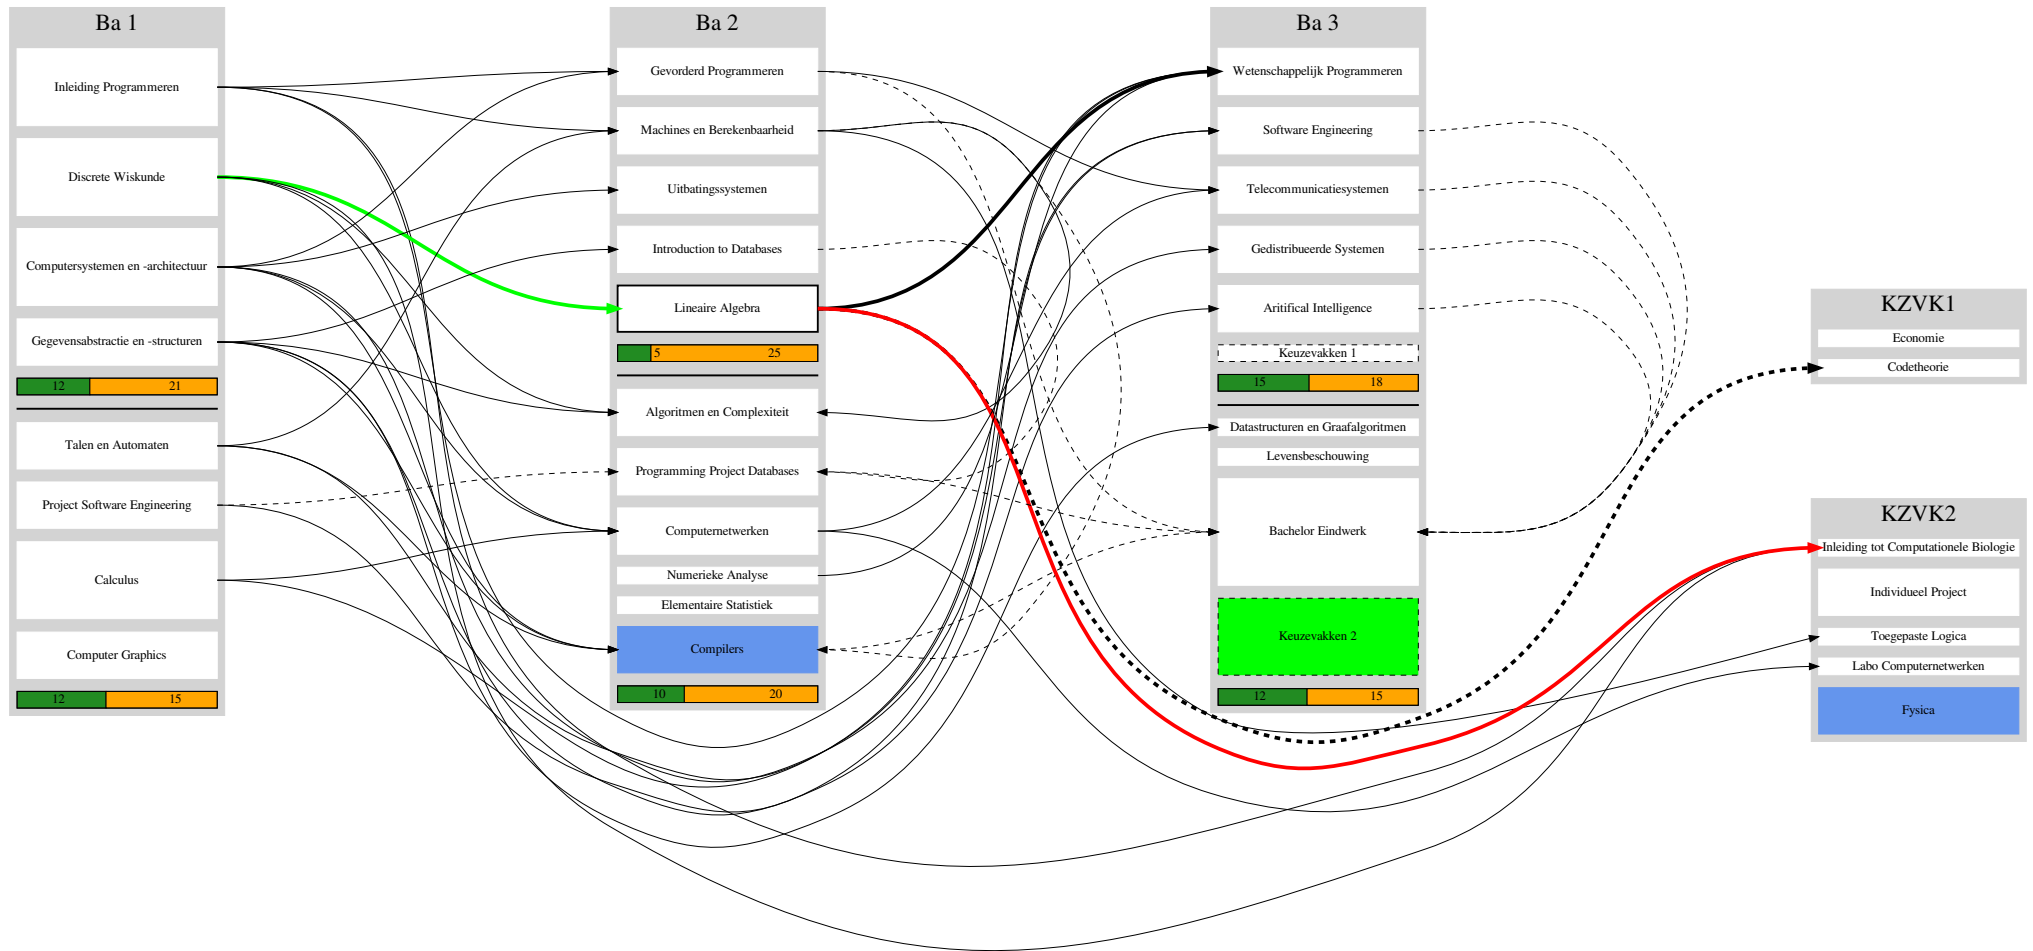 Ba 1
Inleiding Programmeren
Discrete Wiskunde
Computersystemen en -architectuur
Gegevensabstractie en -structuren
12 21
Talen en Automaten
Project Software Engineering
Calculus
Computer Graphics
12 15
Ba 2
Gevorderd Programmeren
Machines en Berekenbaarheid
Uitbatingssystemen
Introduction to Databases
Lineaire Algebra
5 25
Algoritmen en Complexiteit
Programming Project Databases
Computernetwerken
Numerieke Analyse
Elementaire Statistiek
Compilers
10 20
Ba 3
Wetenschappelijk Programmeren
Software Engineering
Telecommunicatiesystemen
Gedistribueerde Systemen
Aritifical Intelligence
Keuzevakken 1
15 18
Datastructuren en Graafalgoritmen
Levensbeschouwing
Bachelor Eindwerk
Keuzevakken 2
12 15
KZVK1
Economie
Codetheorie
KZVK2
Inleiding tot Computationele Biologie
Individueel Project
Toegepaste Logica
Labo Computernetwerken
Fysica